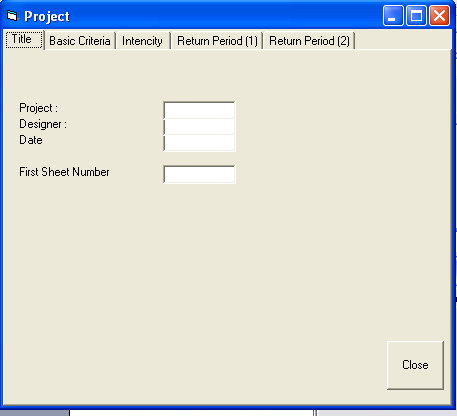 Project
Title Basic Criteria Intencity Return Period (1) Return Period (2)
Project :
Designer :
Date
First Sheet Number
Close